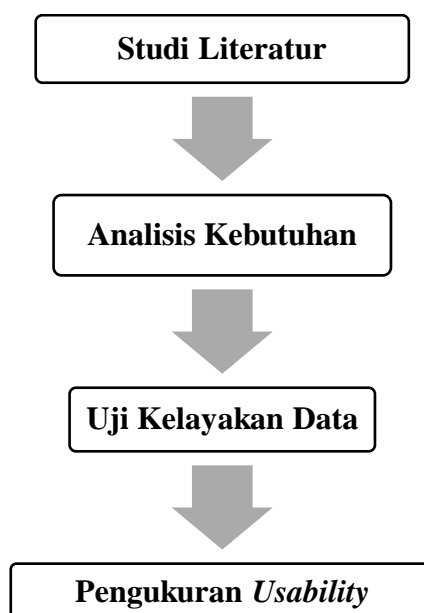 Studi Literatur
Analisis Kebutuhan
Uji Kelayakan Data
Pengukuran Usability